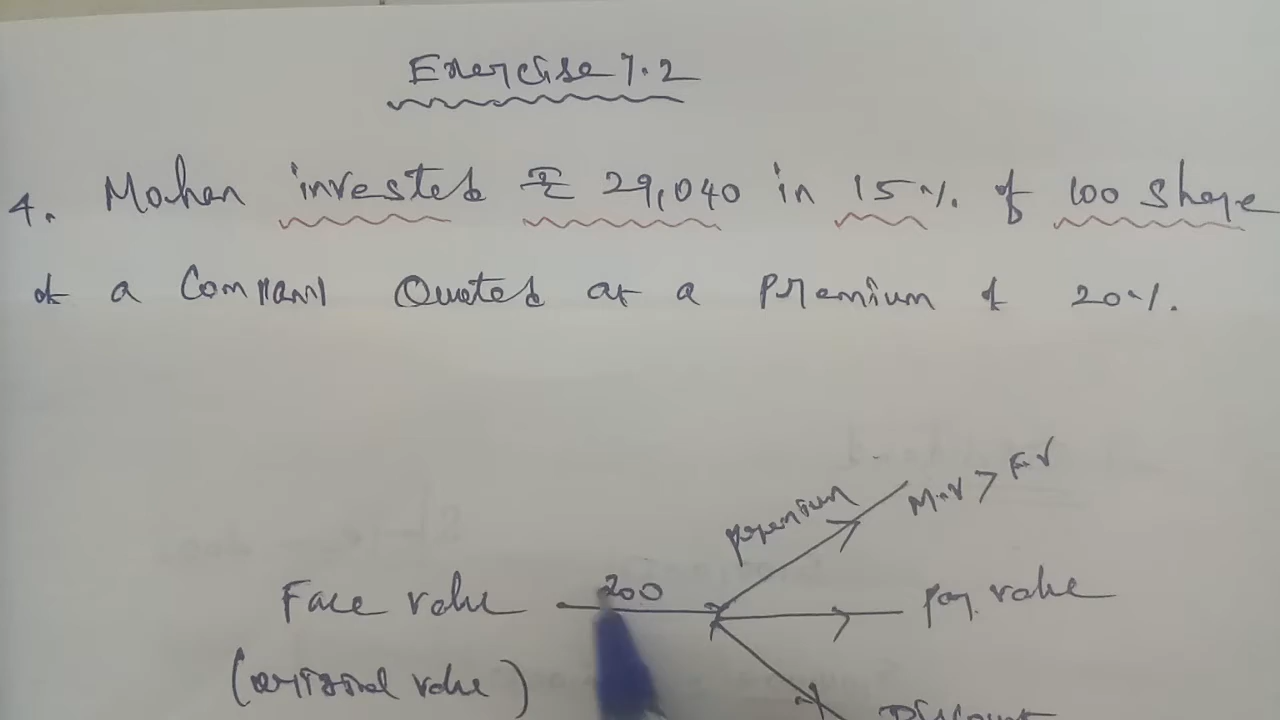 Exercise 7.2
4. Mohan invested ₹ 29,040 in 15%. of 100 Share
of a Company Quoted at a Premium of 20%.
premium M.V > F.V
Face value 200 par value
(original value)
Discount